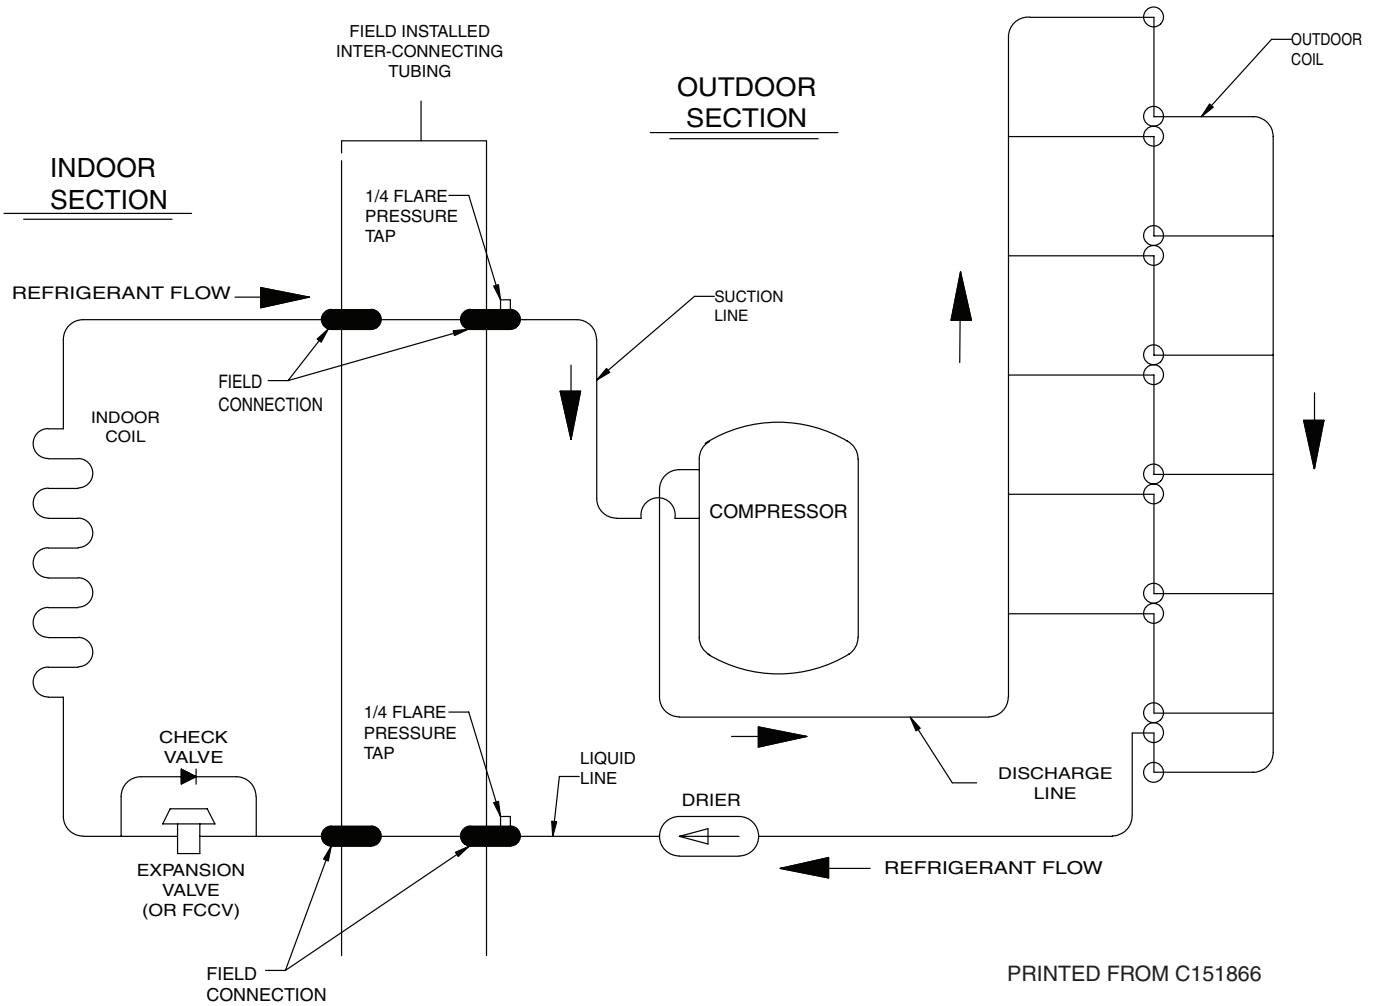 FIELD INSTALLED
INTER-CONNECTING
TUBING
OUTDOOR
SECTION
OUTDOOR
COIL
INDOOR
SECTION
1/4 FLARE
PRESSURE
TAP
REFRIGERANT FLOW
SUCTION
LINE
FIELD
CONNECTION
INDOOR
COIL
COMPRESSOR
1/4 FLARE
PRESSURE
TAP
CHECK
VALVE
LIQUID
LINE
DISCHARGE
LINE
DRIER
EXPANSION
VALVE
(OR FCCV)
REFRIGERANT FLOW
FIELD
CONNECTION
PRINTED FROM C151866